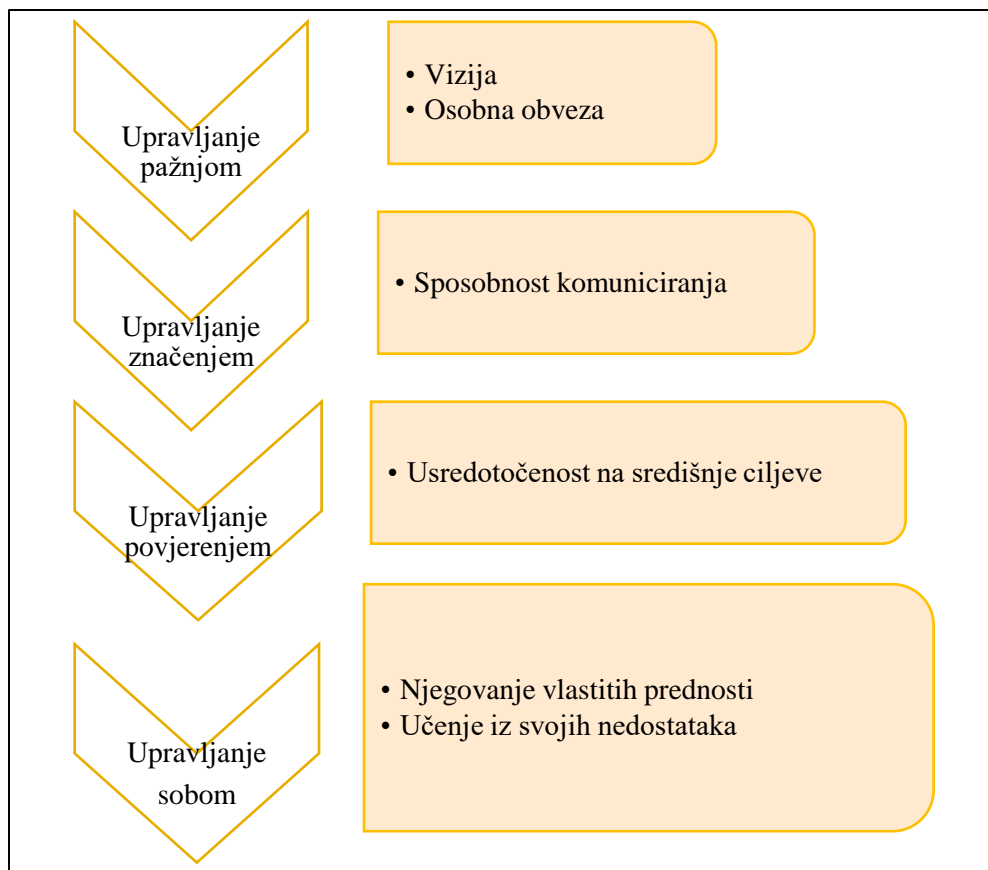 Upravljanje
pažnjom
• Vizija
• Osobna obveza
Upravljanje
značenjem
• Sposobnost komuniciranja
Upravljanje
povjerenjem
• Usredotočenost na središnje ciljeve
Upravljanje
sobom
• Njegovanje vlastitih prednosti
• Učenje iz svojih nedostataka